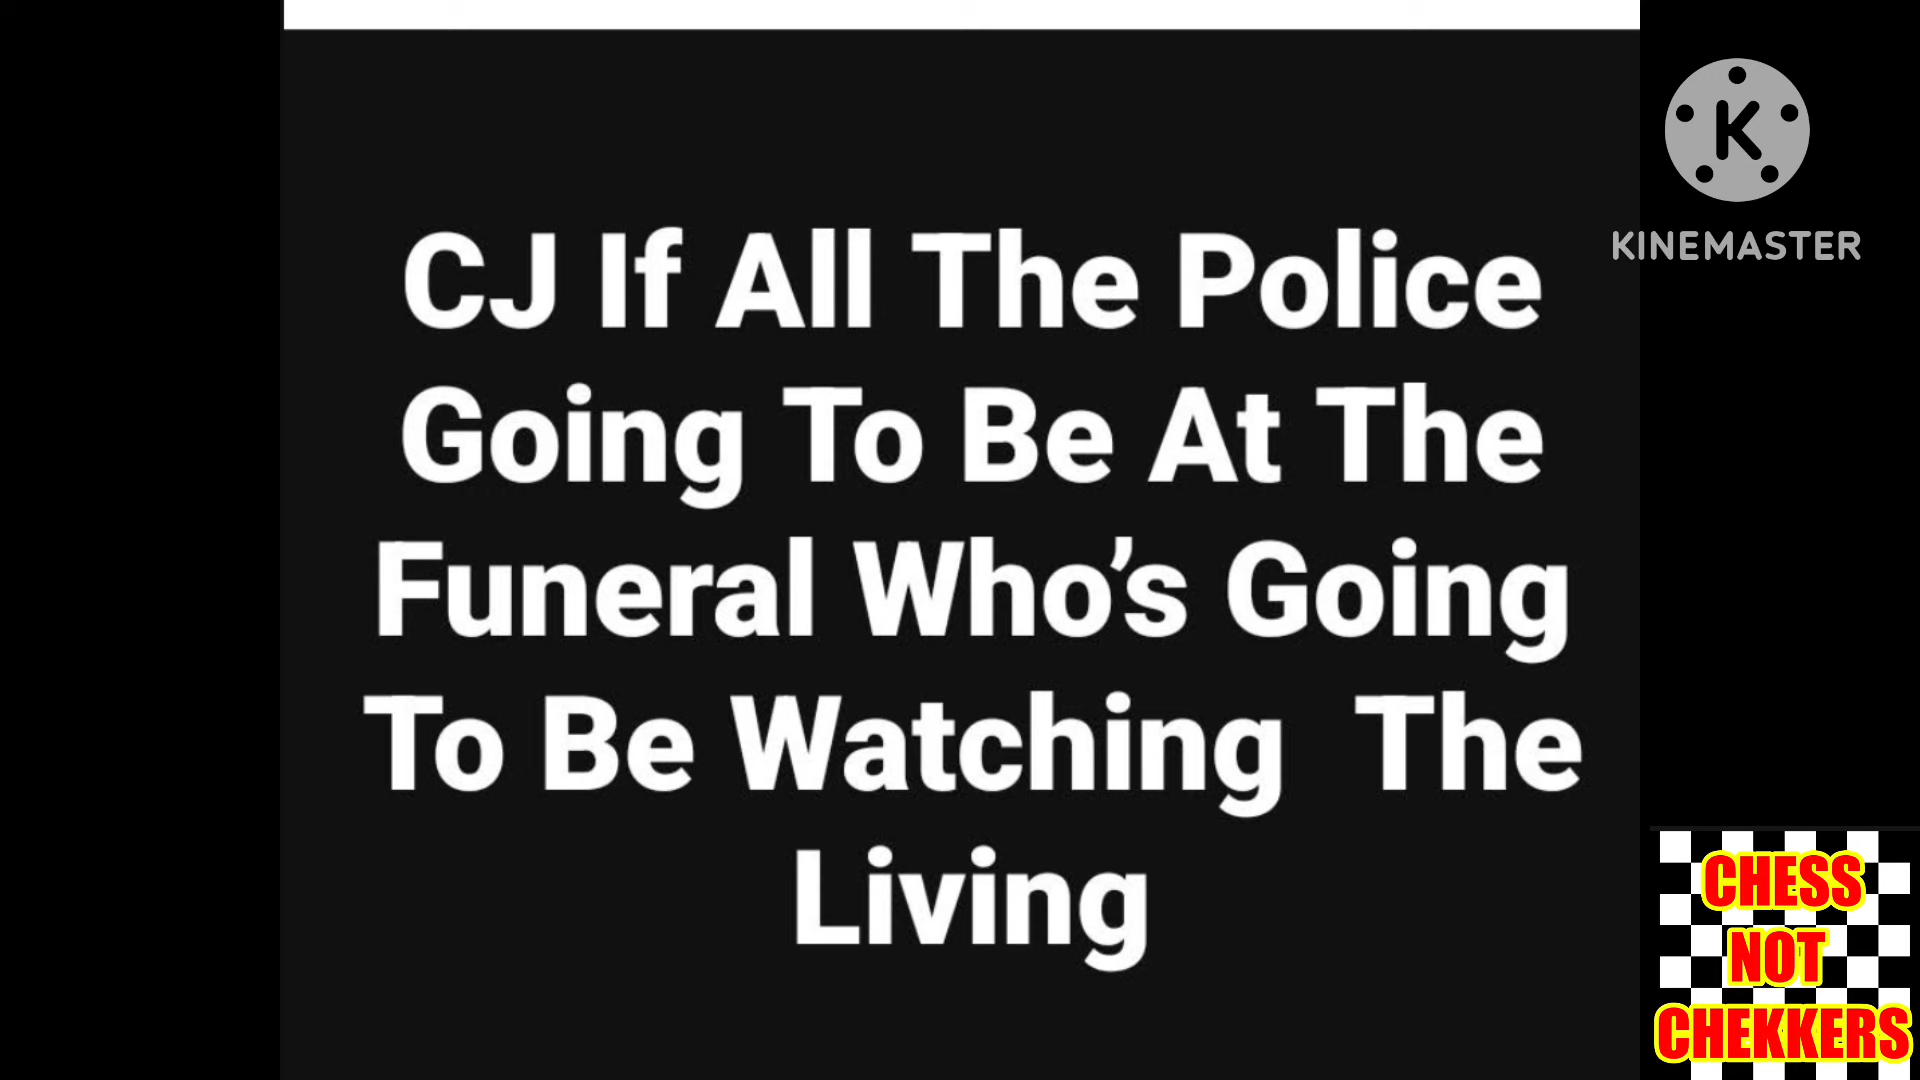 CJ If All The Police
Going To Be At The
Funeral Who’s Going
To Be Watching  The
Living
K
KINEMASTER
CHESS
NOT
CHEKKERS